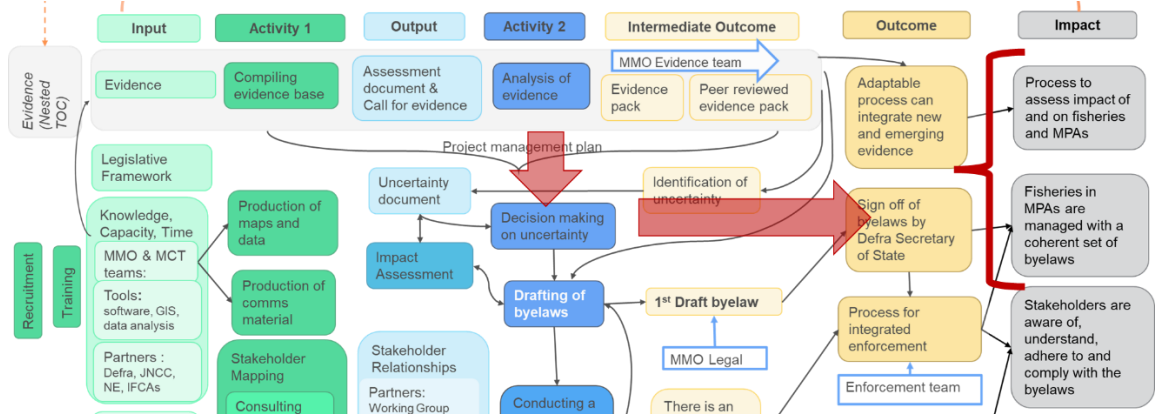 Input
Activity 1
Output
Activity 2
Intermediate Outcome
Outcome
Impact
Evidence
(Nested
TOC)
Evidence
Compiling
evidence base
Assessment
document &
Call for evidence
Analysis of
evidence
MMO Evidence team
Evidence
pack
Peer reviewed
evidence pack
Adaptable
process can
integrate new
and emerging
evidence
Process to
assess impact of
and on fisheries
and MPAs
Project management plan
Legislative
Framework
Uncertainty
document
Identification of
uncertainty
Knowledge,
Capacity, Time
MMO & MCT
teams:
Tools:
software, GIS,
data analysis
Partners :
Defra, JNCC,
NE, IFCAs
Recruitment
Training
Production of
maps and
data
Production of
comms
material
Stakeholder
Mapping
Consulting
Decision making
on uncertainty
Impact
Assessment
Drafting of
byelaws
1st Draft byelaw
MMO Legal
Sign off of
byelaws by
Defra Secretary
of State
Fisheries in
MPAs are
managed with a
coherent set of
byelaws
Process for
integrated
enforcement
Enforcement team
Stakeholders are
aware of,
understand,
adhere to and
comply with the
byelaws
Stakeholder
Relationships
Partners:
Working Group
Conducting a
There is an